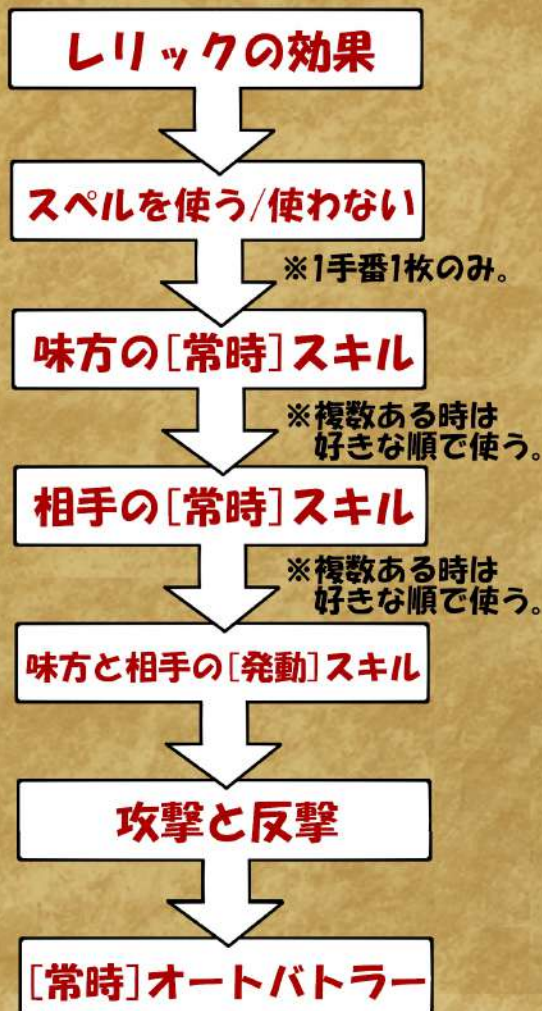 レリックの効果
スペルを使う/使わない
※1手番1枚のみ。
味方の[常時]スキル
※複数ある時は
好きな順で使う。
相手の[常時]スキル
※複数ある時は
好きな順で使う。
味方と相手の[発動]スキル
攻撃と反撃
[常時]オートバトラー